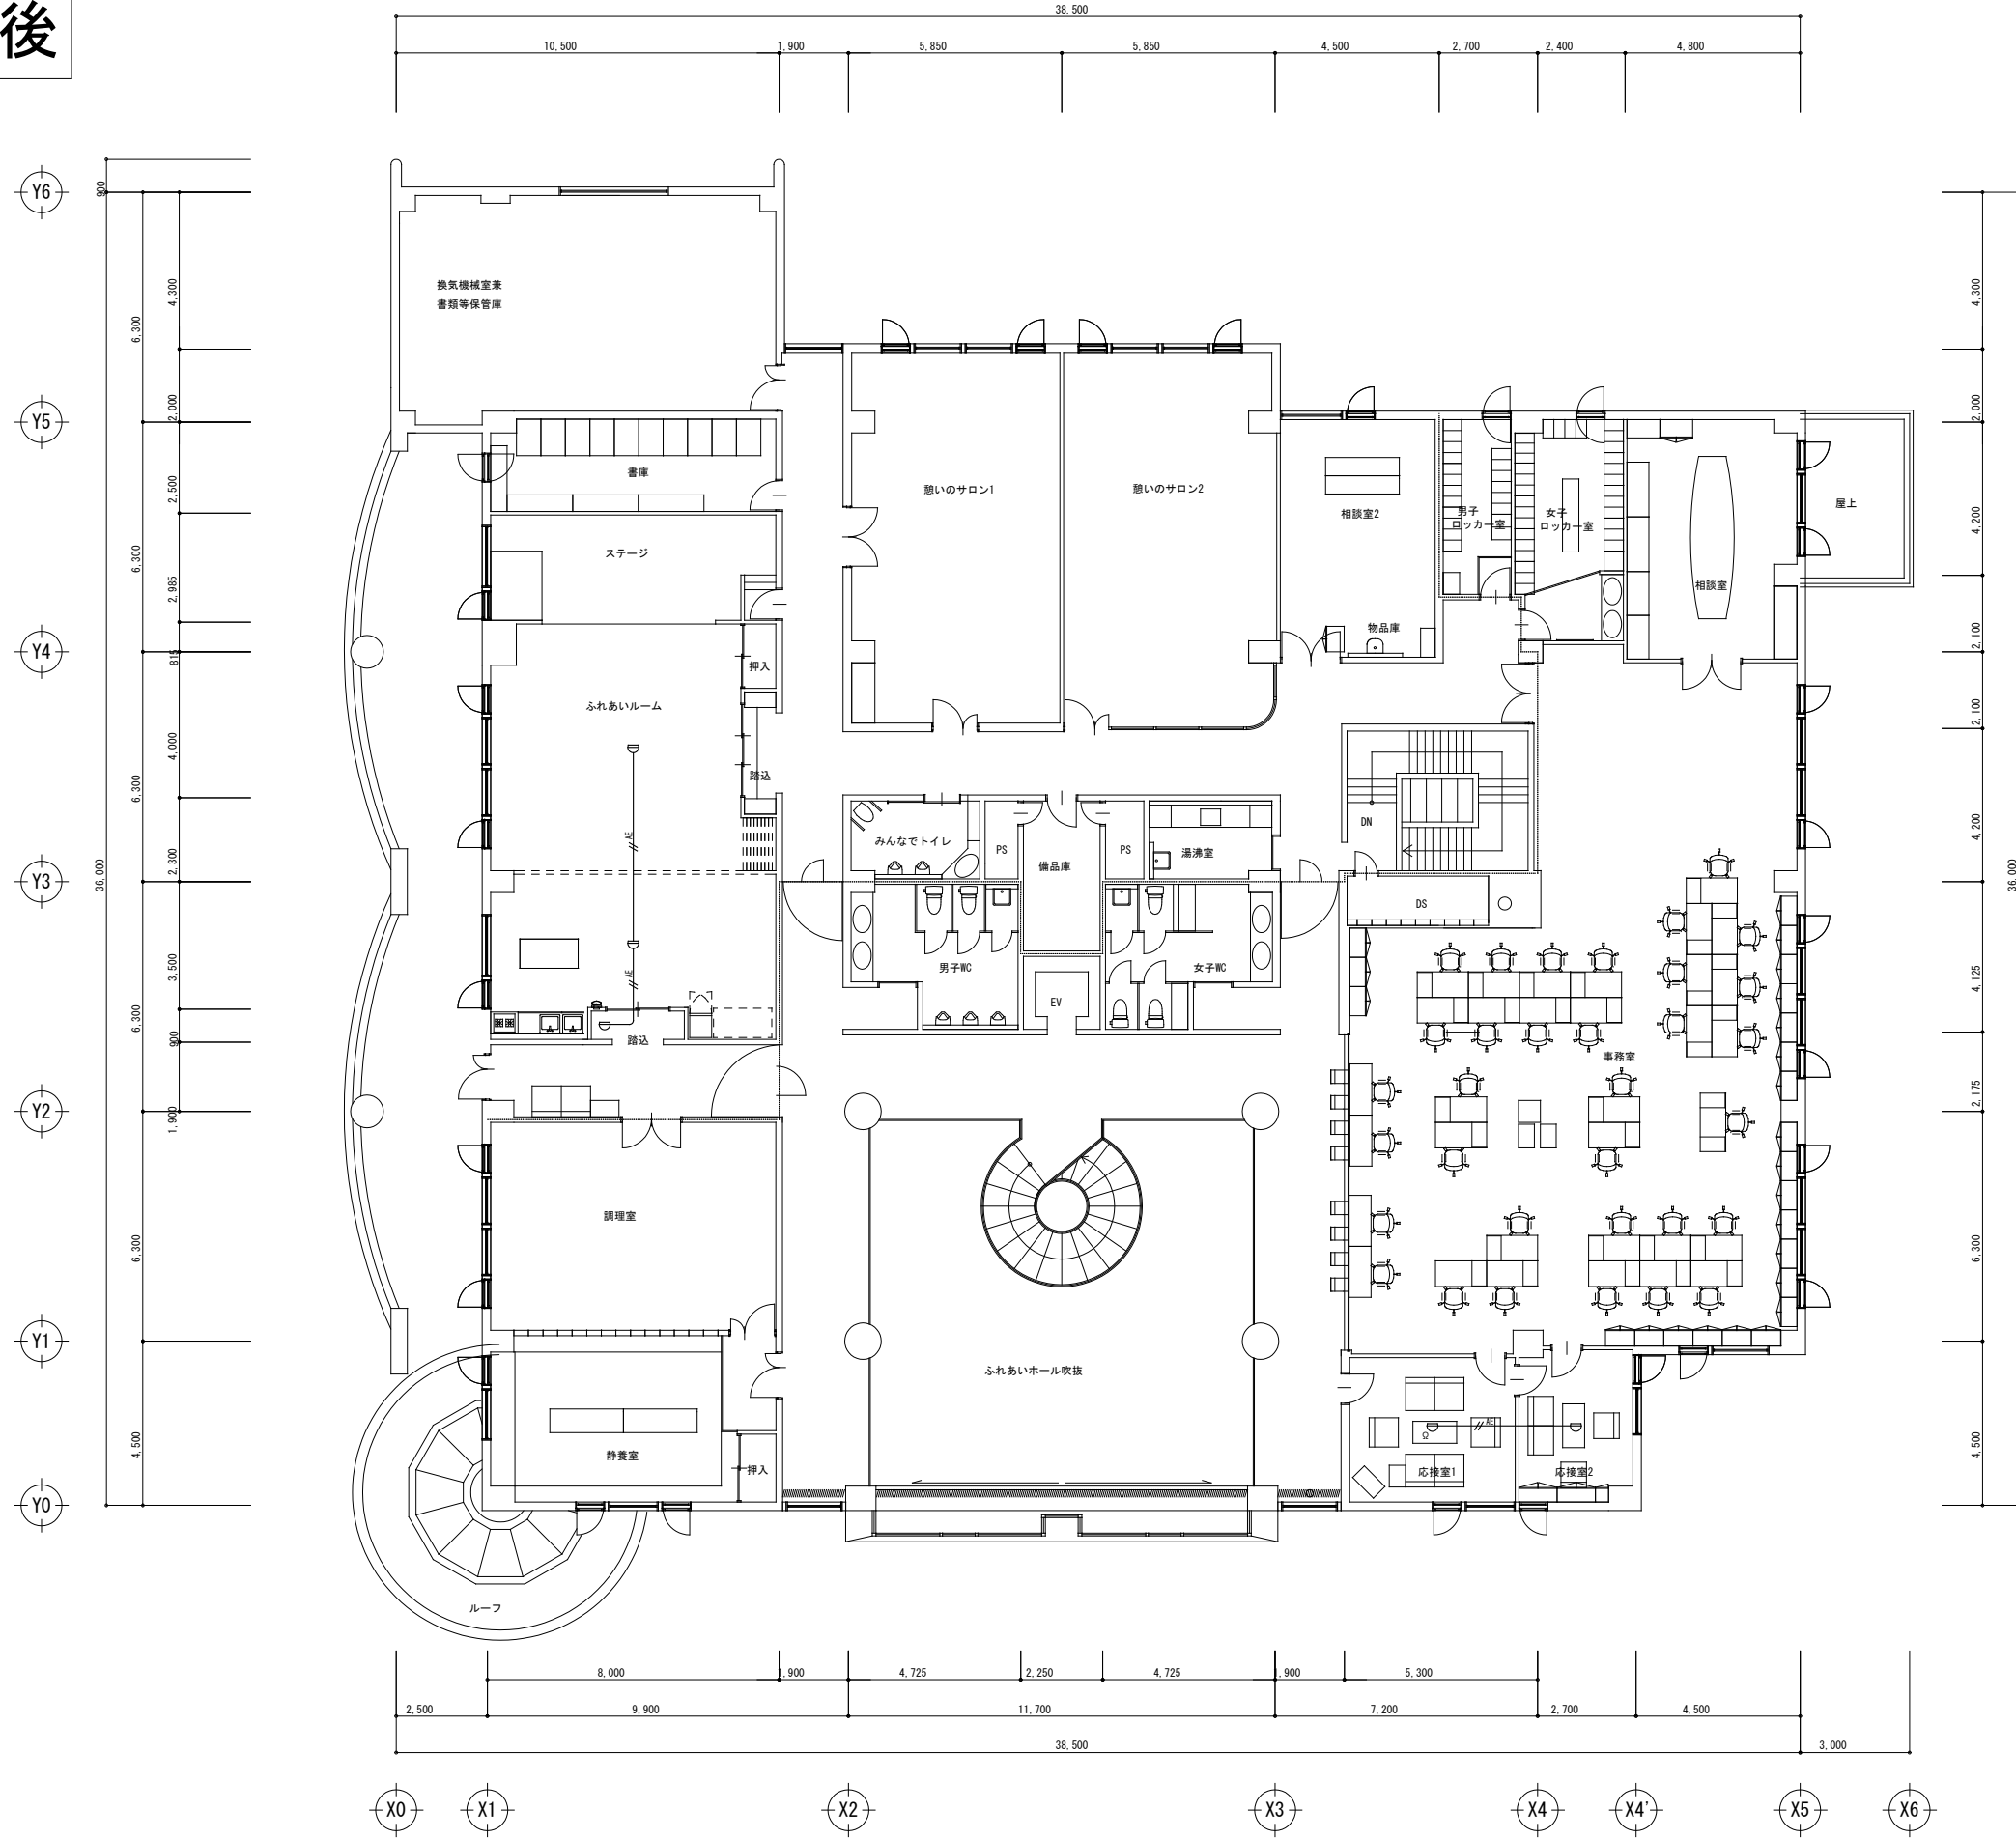 後
38,500
10,500 1,900 5,850 5,850 4,500 2,700 2,400 4,800
Y6
Y5
Y4
Y3
Y2
Y1
Y0
900
36,000
6,300
6,300
6,300
6,300
6,300
4,500
4,300
2,000
2,500
2,985
815
4,000
2,300
3,500
900
1,900
換気機械室兼
書類等保管庫
書庫
ステージ
ふれあいルーム
押入
踏込
AE
AE
踏込
調理室
静養室
押入
ルーフ
憩いのサロン1
憩いのサロン2
相談室2
物品庫
男子
ロッカー室
女子
ロッカー室
相談室
屋上
みんなでトイレ
PS
備品庫
PS
湯沸室
DN
DS
男子WC
EV
女子WC
事務室
ふれあいホール吹抜
応接室1
AE
応接室2
4,300
2,000
4,200
2,100
2,100
4,200
4,125
2,175
6,300
4,500
36,000
8,000 1,900 4,725 2,250 4,725 1,900 5,300
2,500 9,900 11,700 7,200 2,700 4,500
38,500 3,000
X0 X1 X2 X3 X4 X4' X5 X6